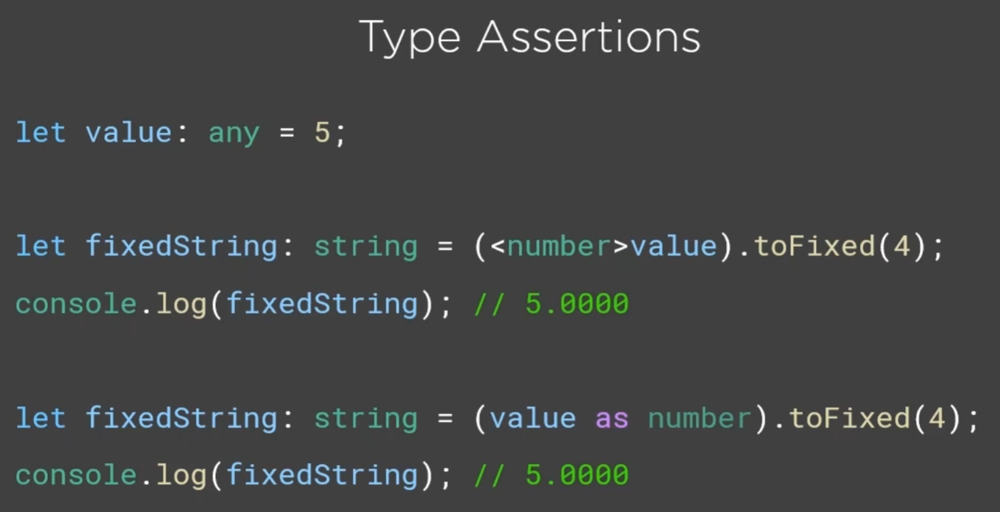 Type Assertions
let value: any = 5;
let fixedString: string = (<number>value).toFixed(4);
console.log(fixedString); // 5.0000
let fixedString: string = (value as number).toFixed(4);
console.log(fixedString); // 5.0000